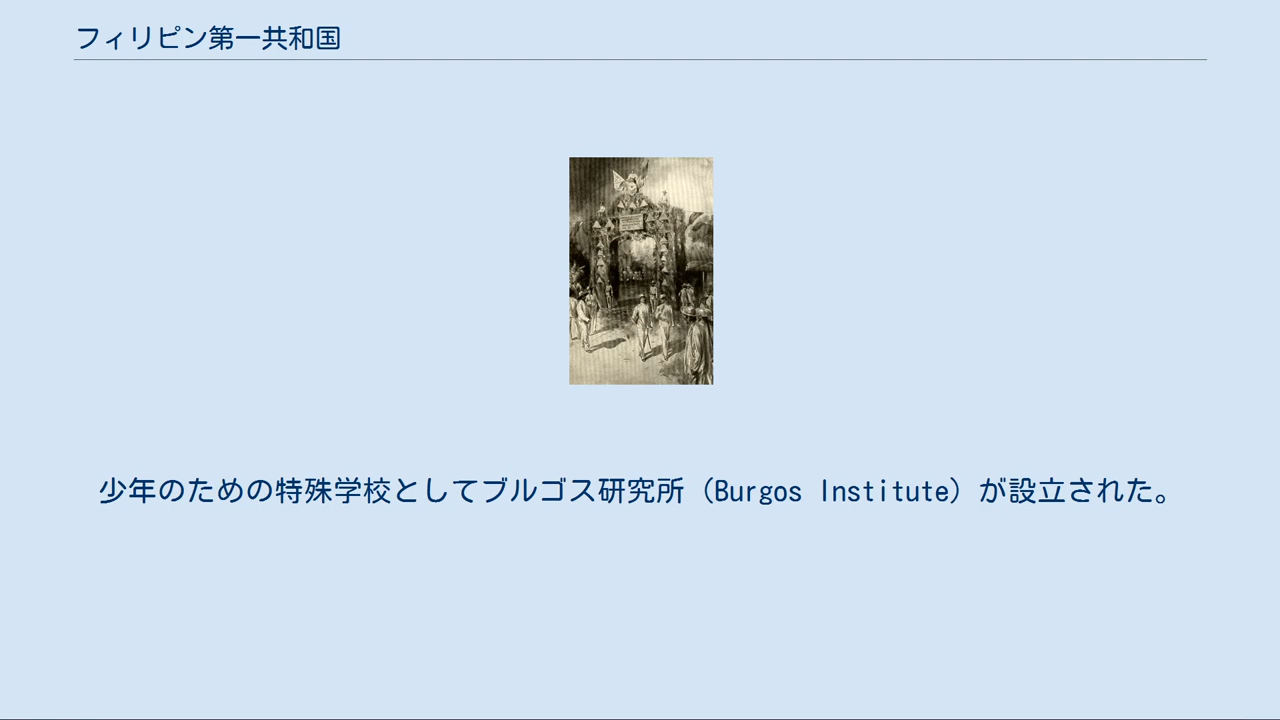 フィリピン第一共和国
少年のための特殊学校としてブルゴス研究所（Burgos Institute）が設立された。